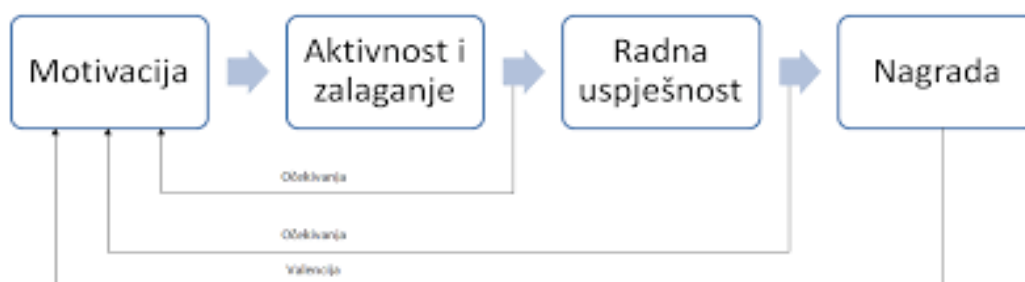 Motivacija
Aktivnost i
zalaganje
Radna
uspješnost
Nagrada
Očekivanja
Očekivanja
Valencija